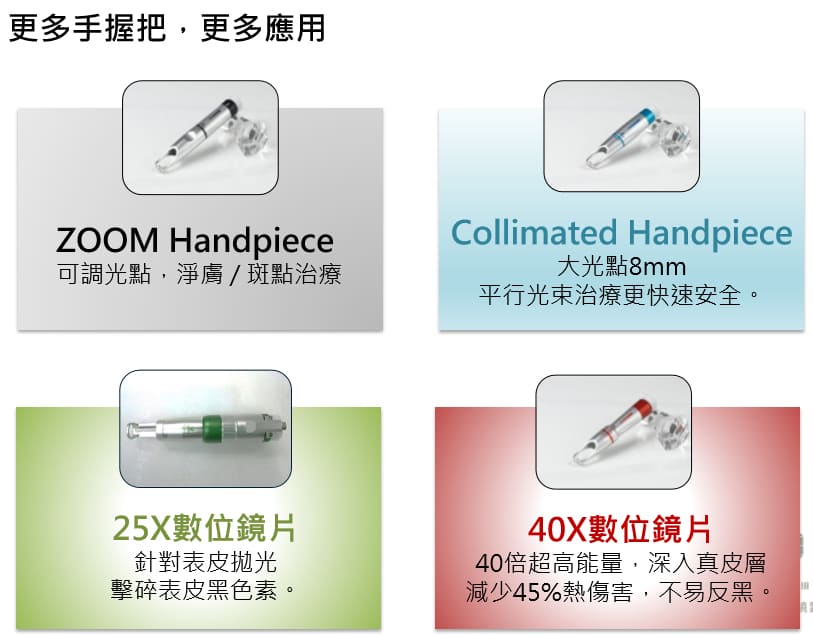 更多手握把，更多應用
ZOOM Handpiece
可調光點，淨膚 / 斑點治療
Collimated Handpiece
大光點8mm
平行光束治療更快速安全。
25X數位鏡片
針對表皮拋光
擊碎表皮黑色素。
40X數位鏡片
40倍超高能量，深入真皮層
減少45%熱傷害，不易反黑。